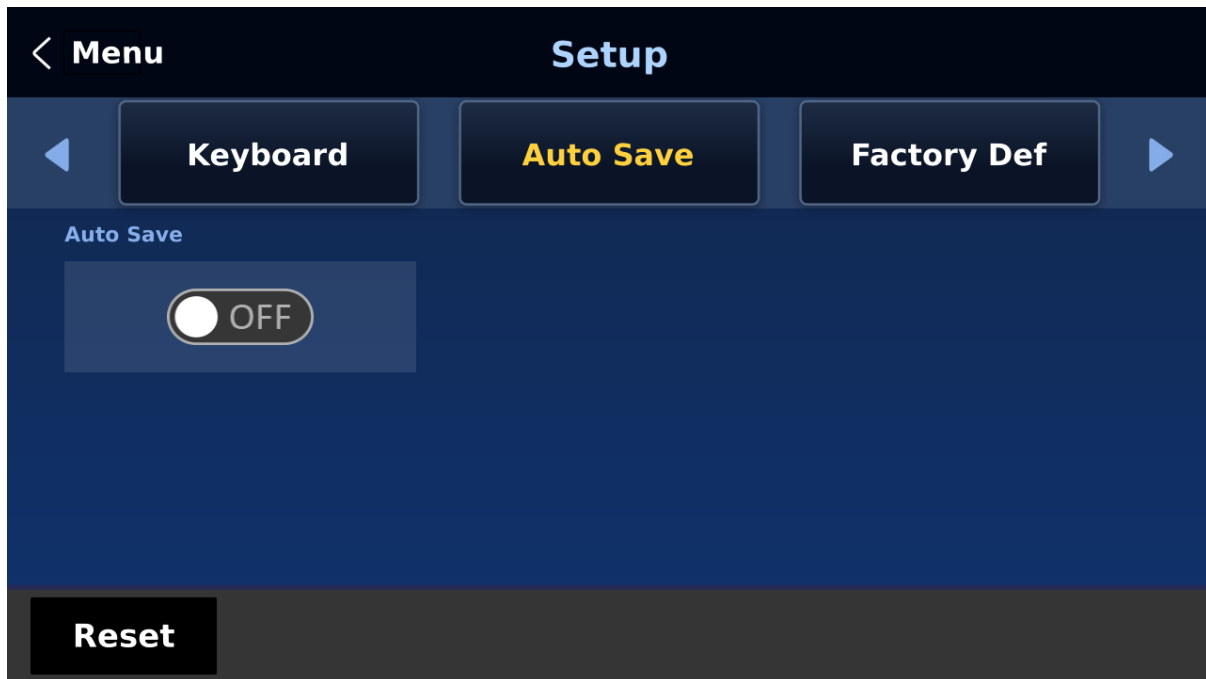 Menu
Setup
Keyboard
Auto Save
Factory Def
Auto Save
OFF
Reset